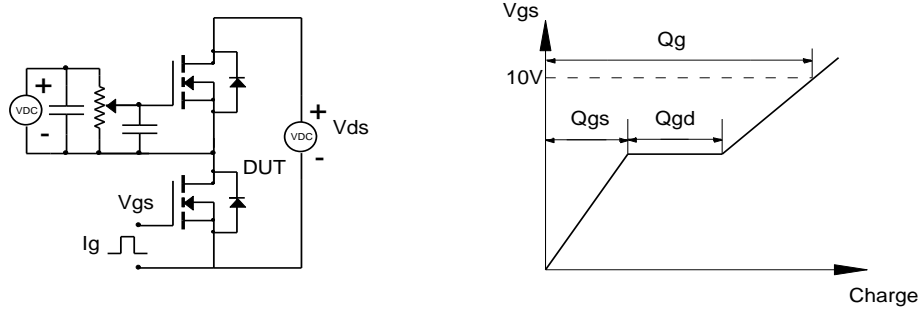 +
VDC
-
+
VDC
-
Vds
DUT
Vgs
Ig
Vgs
Qg
10V
Qgs
Qgd
Charge